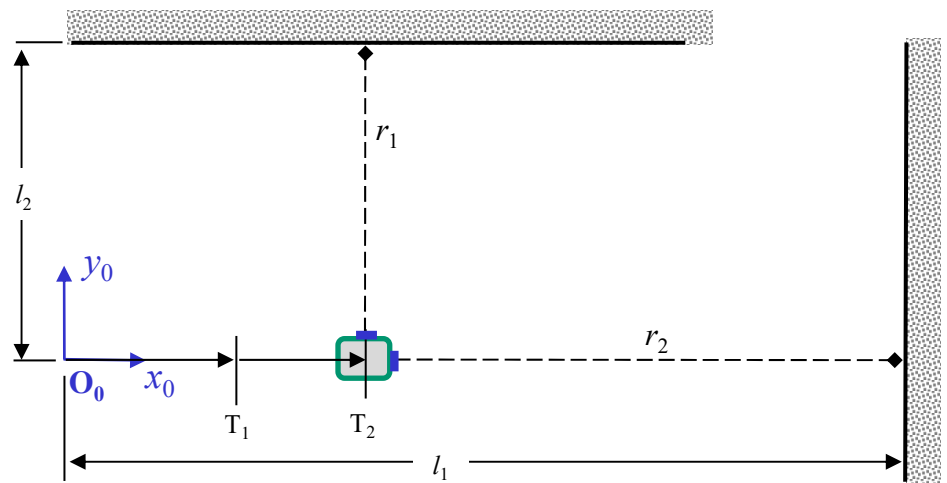 r₁
l₂
y₀
r₂
O₀
x₀
T₁
T₂
l₁